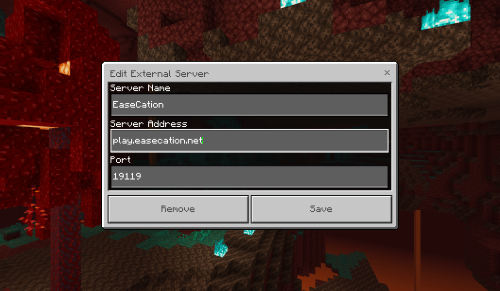 Edit External Server
Server Name
EaseCation
Server Address
play.easecation.net
Port
19119
Remove
Save